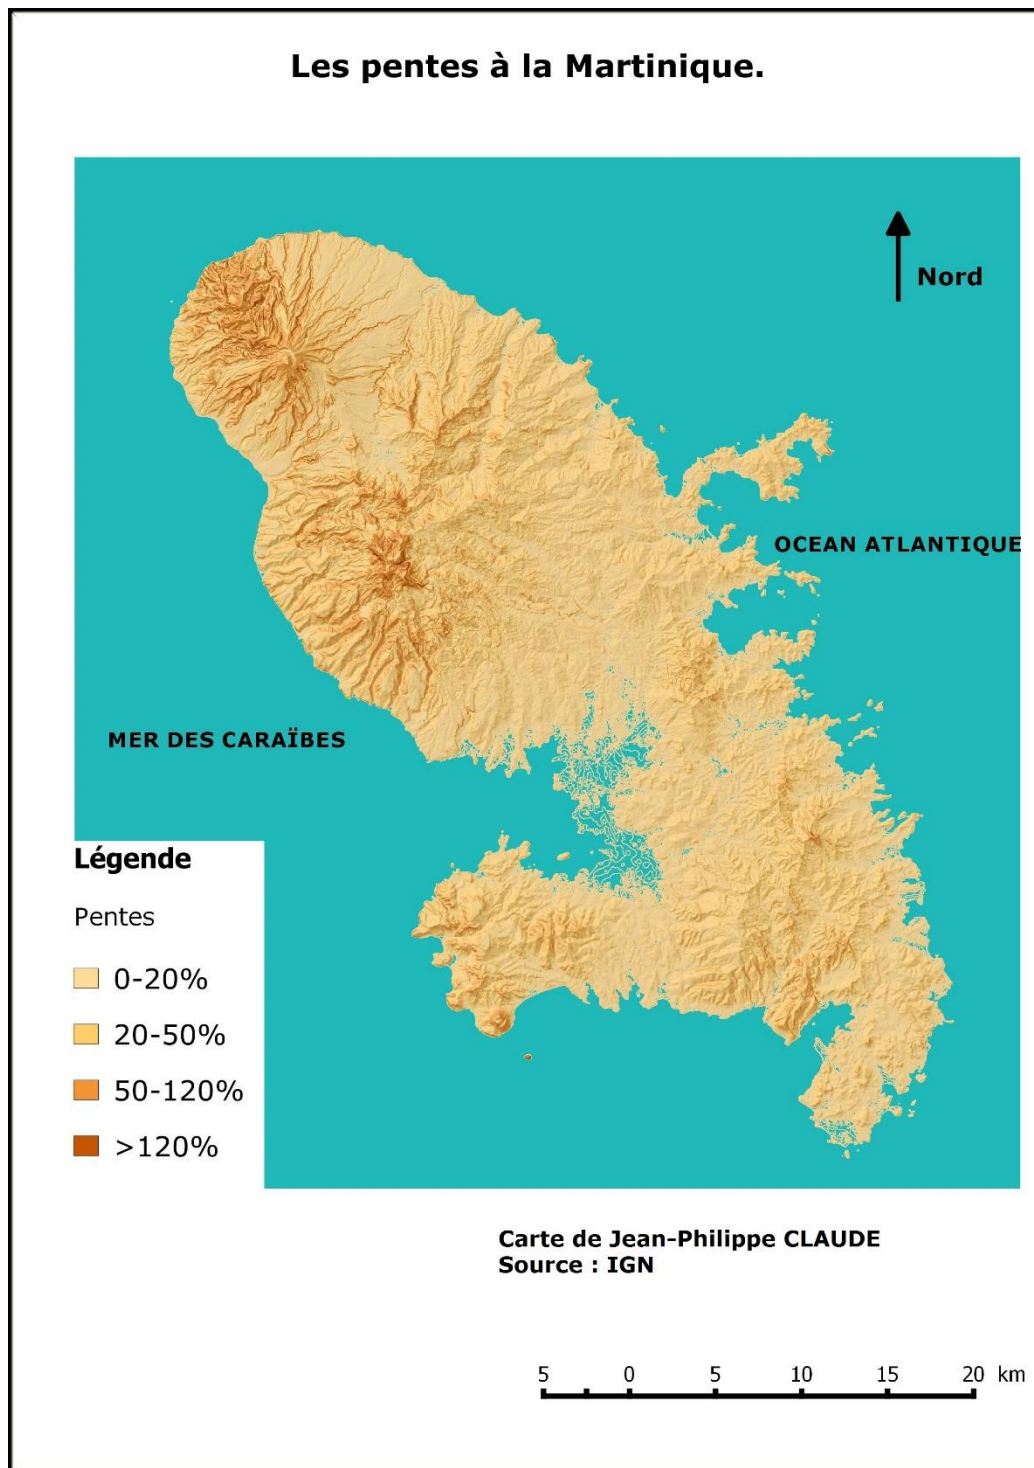 Les pentes à la Martinique.
Nord
OCEAN ATLANTIQUE
MER DES CARAÏBES
Légende
Pentes
0-20%
20-50%
50-120%
>120%
Carte de Jean-Philippe CLAUDE
Source : IGN
5 0 5 10 15 20 km